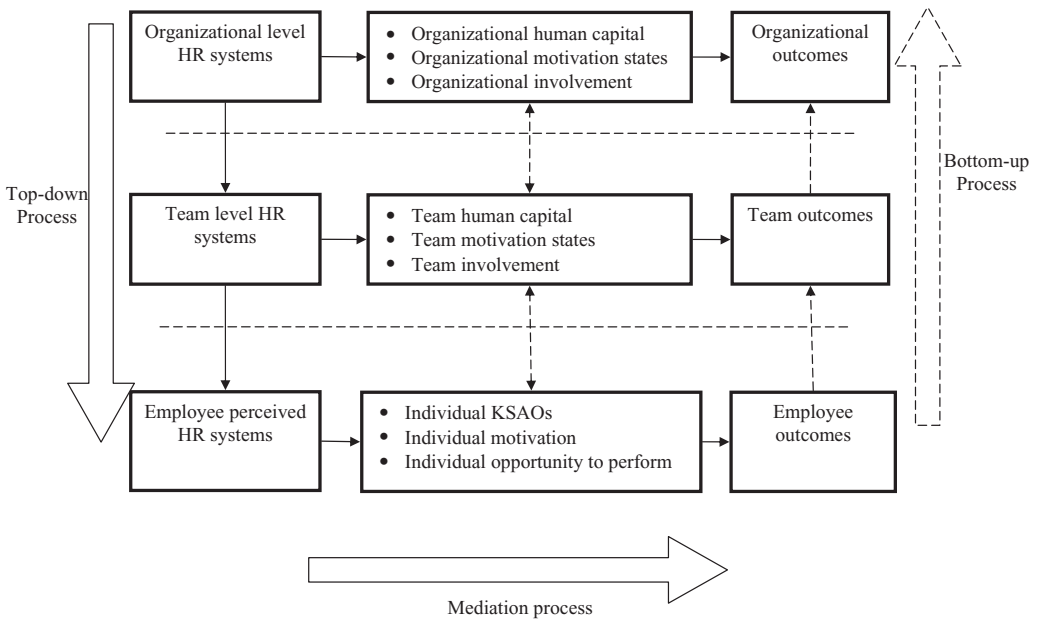 Organizational level
HR systems
• Organizational human capital
• Organizational motivation states
• Organizational involvement
Organizational
outcomes
Top-down
Process
Bottom-up
Process
Team level HR
systems
• Team human capital
• Team motivation states
• Team involvement
Team outcomes
Employee perceived
HR systems
• Individual KSAOs
• Individual motivation
• Individual opportunity to perform
Employee
outcomes
Mediation process